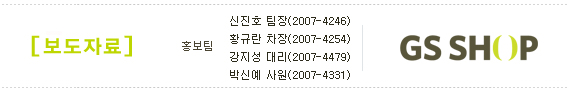 [보도자료]
홍보팀
신진호 팀장(2007-4246)
황규란 차장(2007-4254)
강지성 대리(2007-4479)
박신예 사원(2007-4331)
GS SHOP